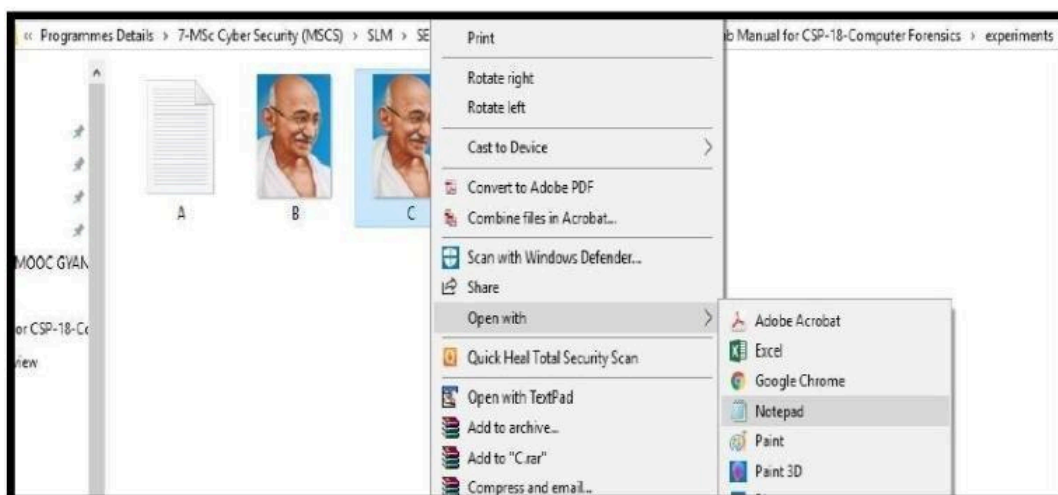 « Programmes Details > 7-MSc Cyber Security (MSCS) > SLM > SE
b Manual for CSP-18-Computer Forensics > experiments
MOOC GYAN
or CSP-18-Co
view
A
B
C
Print
Rotate right
Rotate left
Cast to Device
Convert to Adobe PDF
Combine files in Acrobat...
Scan with Windows Defender...
Share
Open with
Quick Heal Total Security Scan
Open with TextPad
Add to archive...
Add to "C.rar"
Compress and email...
Adobe Acrobat
Excel
Google Chrome
Notepad
Paint
Paint 3D